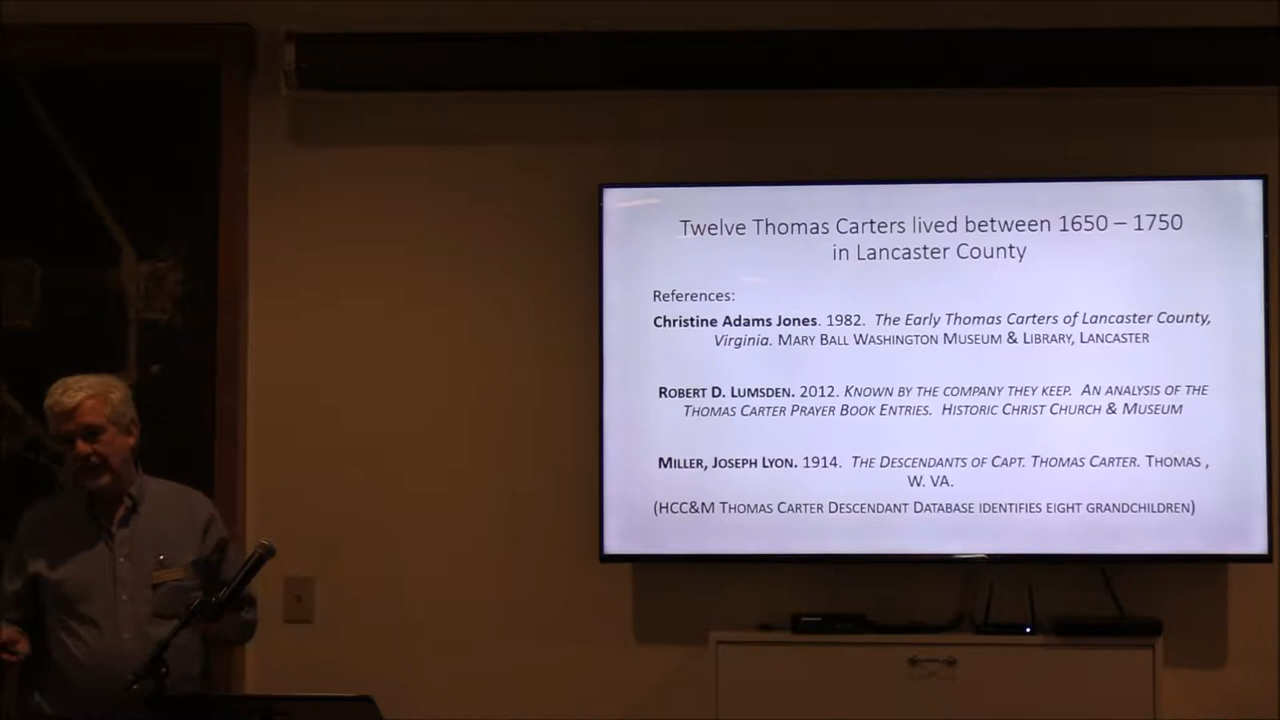 Twelve Thomas Carters lived between 1650 – 1750
in Lancaster County
References:
Christine Adams Jones. 1982. The Early Thomas Carters of Lancaster County,
Virginia. MARY BALL WASHINGTON MUSEUM & LIBRARY, LANCASTER
ROBERT D. LUMSDEN. 2012. KNOWN BY THE COMPANY THEY KEEP. AN ANALYSIS OF THE
THOMAS CARTER PRAYER BOOK ENTRIES. HISTORIC CHRIST CHURCH & MUSEUM
MILLER, JOSEPH LYON. 1914. THE DESCENDANTS OF CAPT. THOMAS CARTER. THOMAS ,
W. VA.
(HCC&M THOMAS CARTER DESCENDANT DATABASE IDENTIFIES EIGHT GRANDCHILDREN)